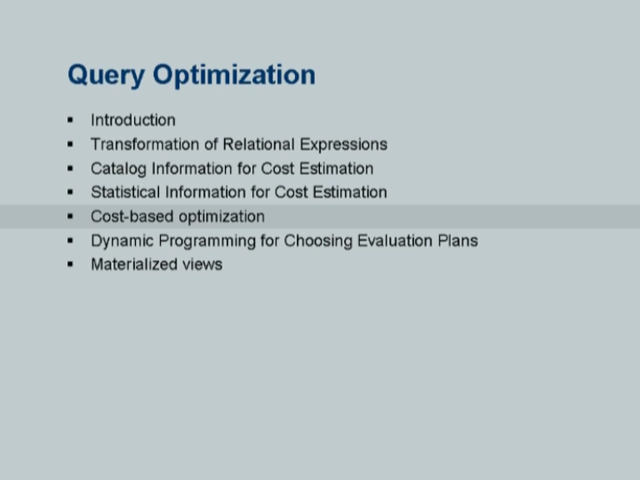 Query Optimization
▪ Introduction
▪ Transformation of Relational Expressions
▪ Catalog Information for Cost Estimation
▪ Statistical Information for Cost Estimation
▪ Cost-based optimization
▪ Dynamic Programming for Choosing Evaluation Plans
▪ Materialized views